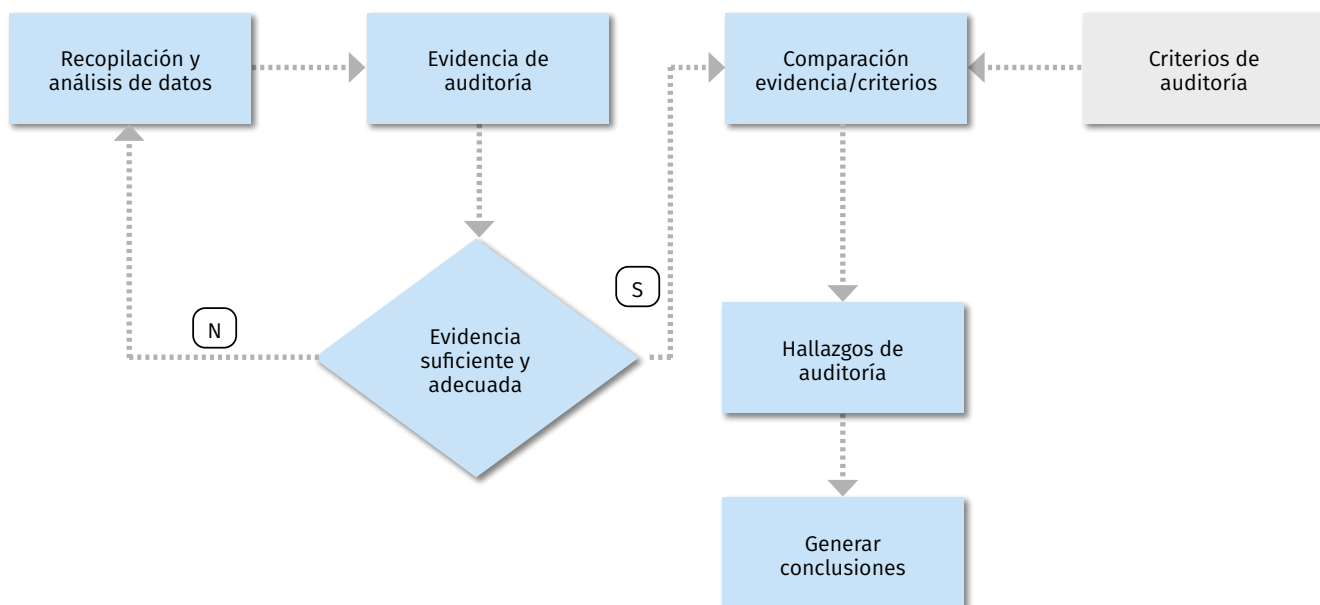 Recopilación y
análisis de datos
Evidencia de
auditoría
Comparación
evidencia/criterios
Criterios de
auditoría
S
N
Evidencia
suficiente y
adecuada
Hallazgos de
auditoría
Generar
conclusiones